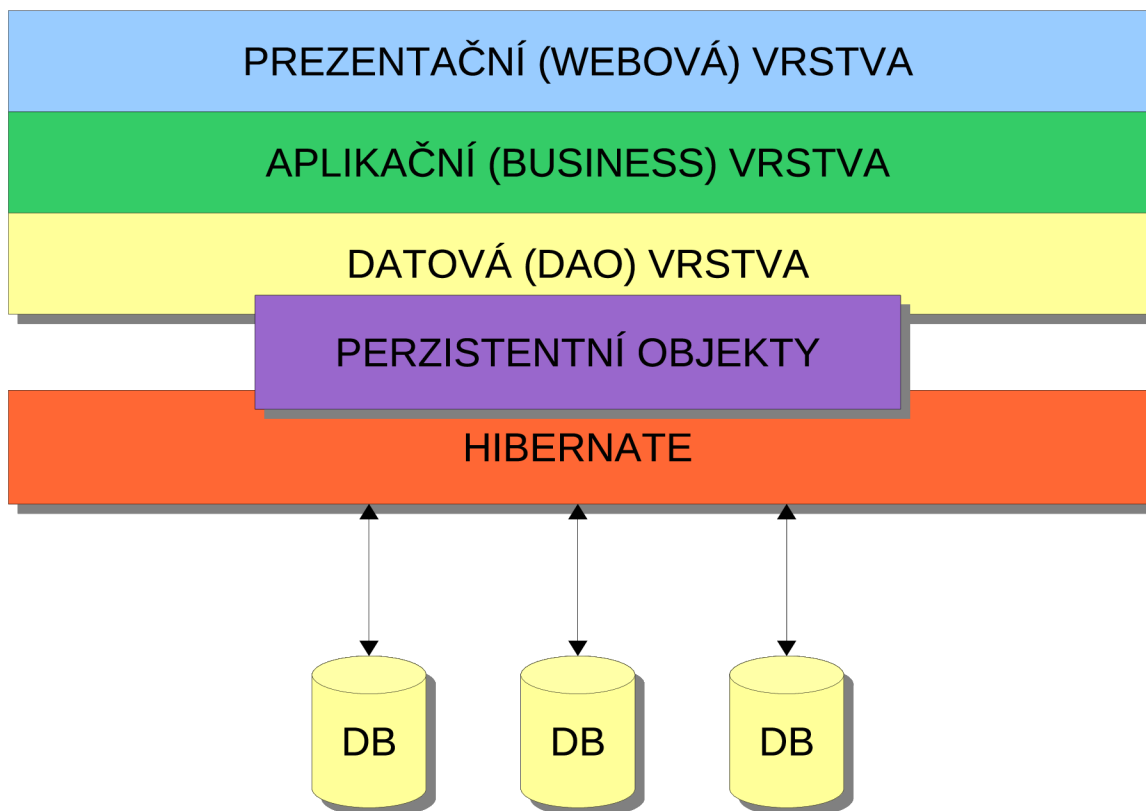 PREZENTAČNÍ (WEBOVÁ) VRSTVA
APLIKAČNÍ (BUSINESS) VRSTVA
DATOVÁ (DAO) VRSTVA
PERZISTENTNÍ OBJEKTY
HIBERNATE
DB
DB
DB